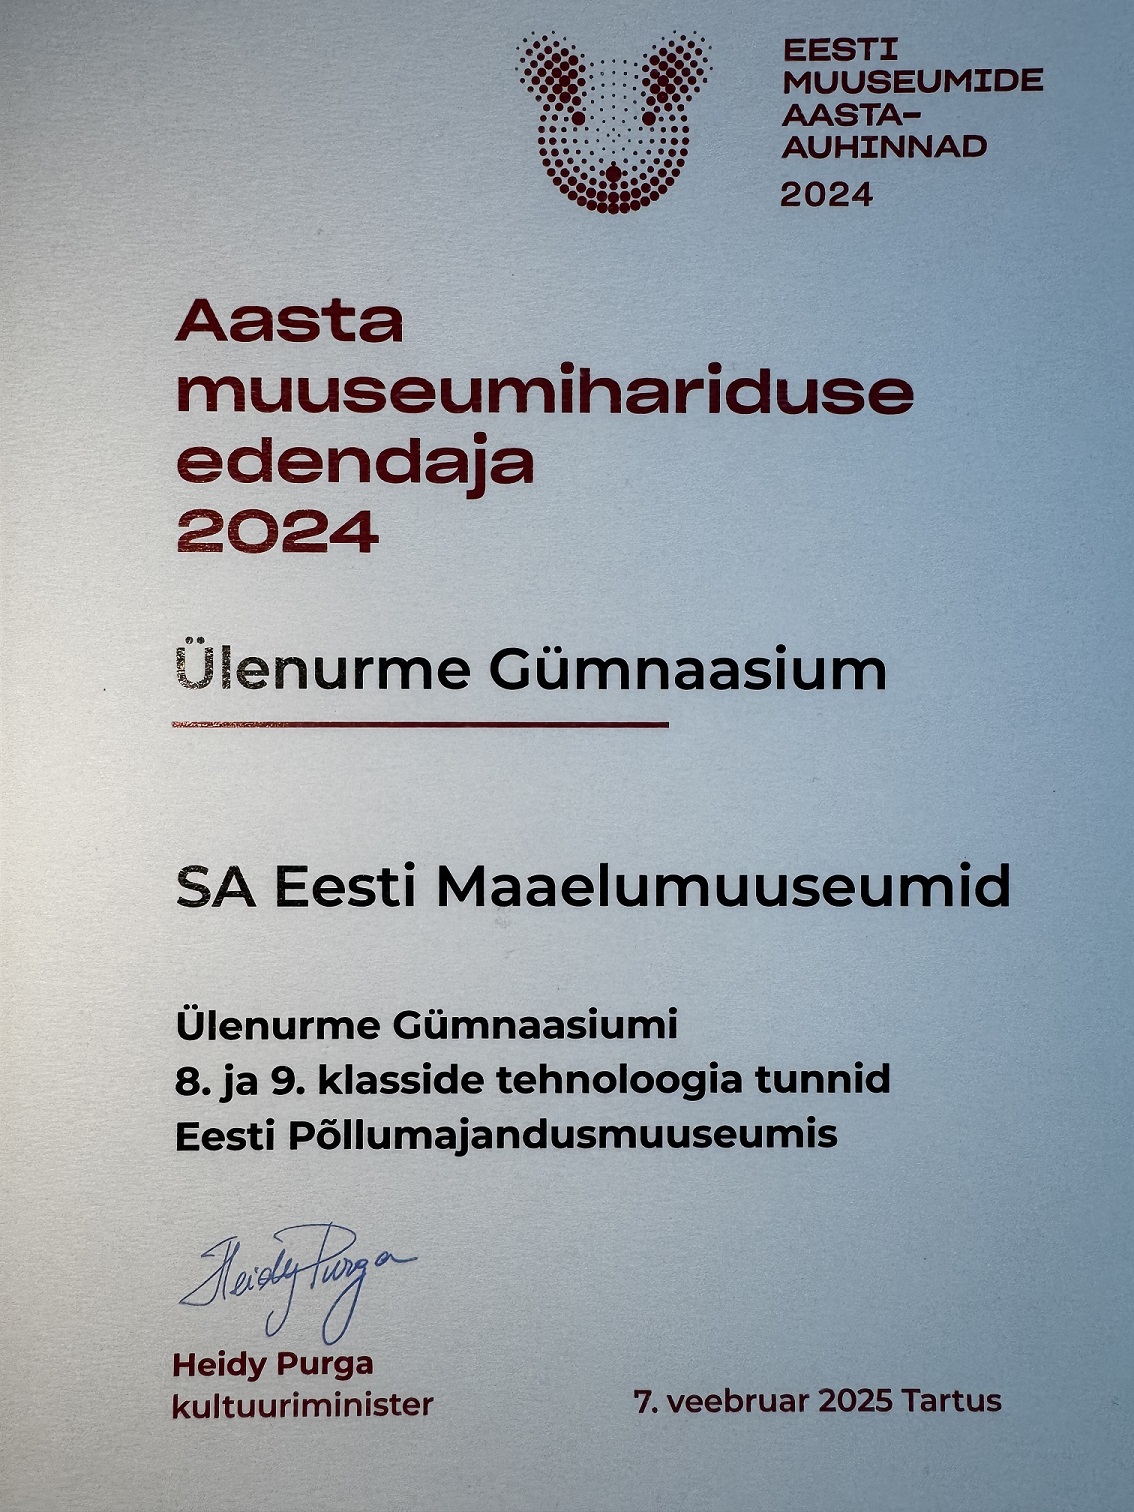 EESTI
MUUSEUMIDE
AASTA-
AUHINNAD
2024
Aasta
muuseumihariduse
edendaja
2024
Ülenurme Gümnaasium
SA Eesti Maaelumuuseumid
Ülenurme Gümnaasiumi
8. ja 9. klasside tehnoloogia tunnid
Eesti Põllumajandusmuuseumis
Heidy Purga
Heidy Purga
kultuuriminister
7. veebruar 2025 Tartus